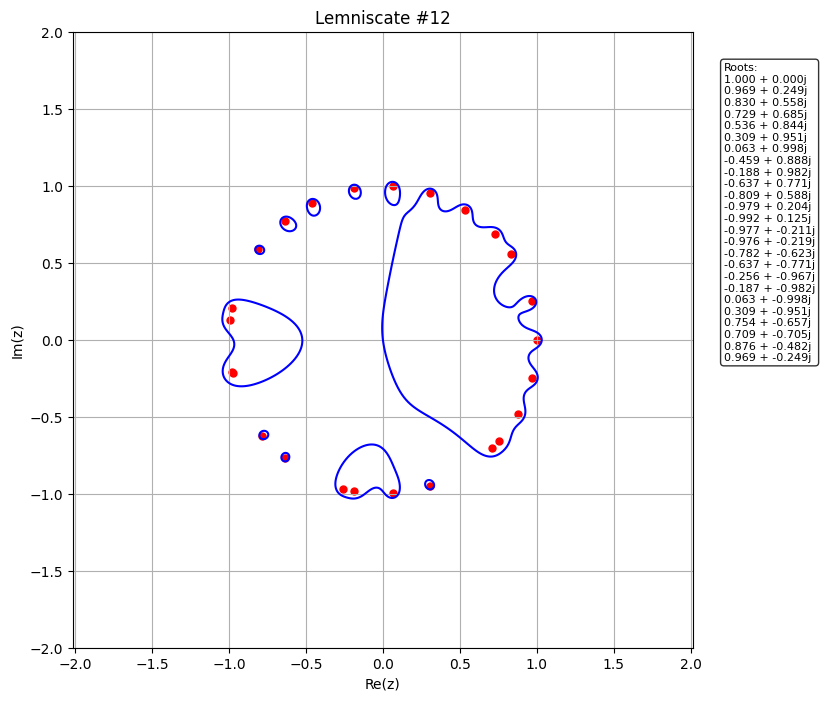 Lemniscate #12
2.0
1.5
1.0
0.5
0.0
−0.5
−1.0
−1.5
−2.0
Im(z)
−2.0 −1.5 −1.0 −0.5 0.0 0.5 1.0 1.5 2.0
Re(z)
Roots:
1.000 + 0.000j
0.969 + 0.249j
0.830 + 0.558j
0.729 + 0.685j
0.536 + 0.844j
0.309 + 0.951j
0.063 + 0.998j
-0.459 + 0.888j
-0.188 + 0.982j
-0.637 + 0.771j
-0.809 + 0.588j
-0.979 + 0.204j
-0.992 + 0.125j
-0.977 + -0.211j
-0.976 + -0.219j
-0.782 + -0.623j
-0.637 + -0.771j
-0.256 + -0.967j
-0.187 + -0.982j
0.063 + -0.998j
0.309 + -0.951j
0.754 + -0.657j
0.709 + -0.705j
0.876 + -0.482j
0.969 + -0.249j